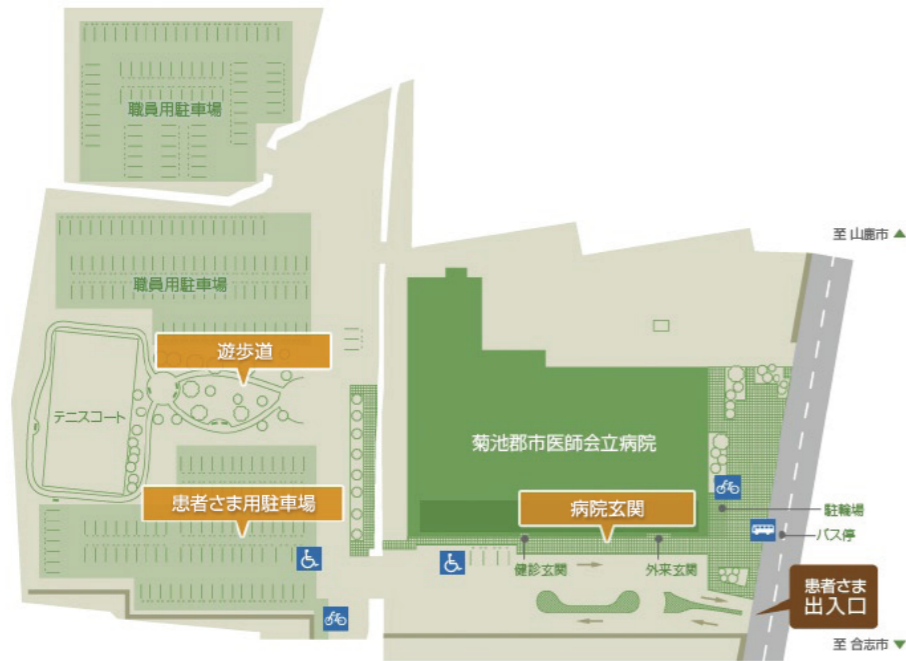 職員用駐車場
至 山鹿市 ▲
職員用駐車場
遊歩道
テニスコート
菊池郡市医師会立病院
患者さま用駐車場
病院玄関
駐輪場
バス停
健診玄関
外来玄関
患者さま
出入口
至 合志市 ▼